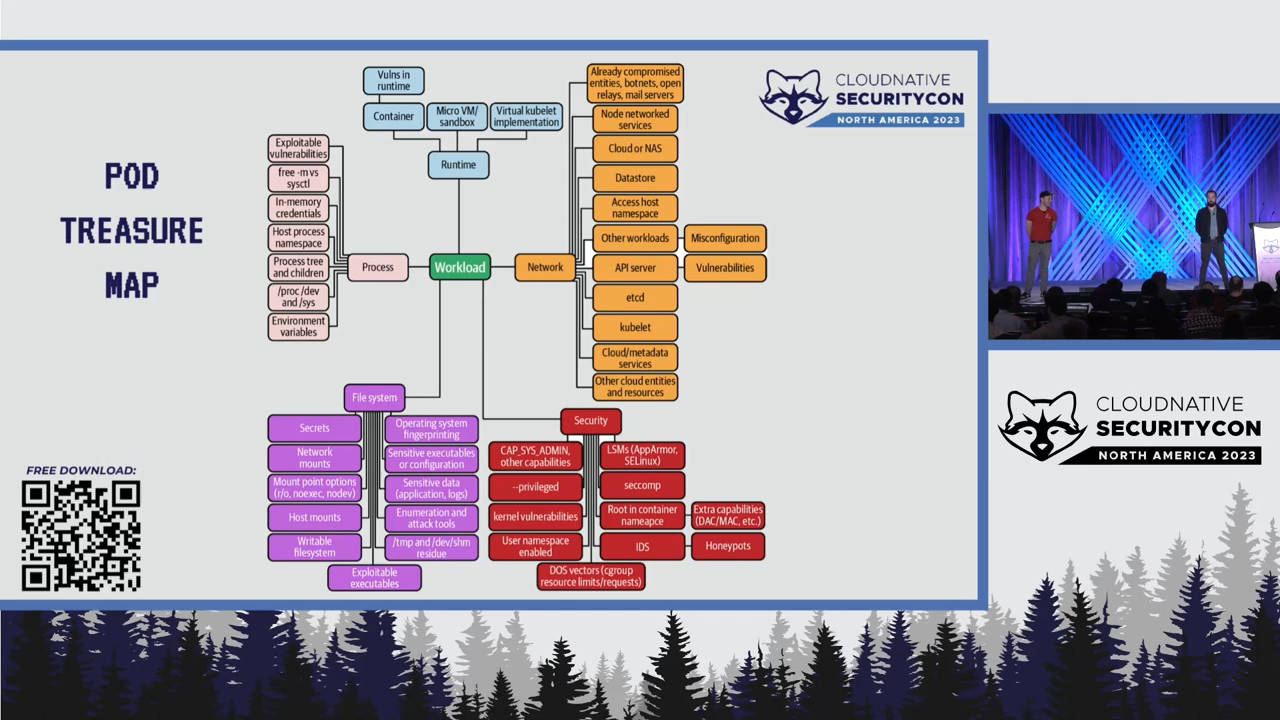 POD
TREASURE
MAP
FREE DOWNLOAD:
Vulns in
runtime
Container
Micro VM/
sandbox
Virtual kubelet
implementation
Runtime
Exploitable
vulnerabilities
free -m vs
sysctl
In-memory
credentials
Host process
namespace
Process tree
and children
/proc /dev
and /sys
Environment
variables
Process
Workload
Network
Already compromised
entities, botnets, open
relays, mail servers
Node networked
services
Cloud or NAS
Datastore
Access host
namespace
Other workloads
Misconfiguration
API server
Vulnerabilities
etcd
kubelet
Cloud/metadata
services
Other cloud entities
and resources
File system
Secrets
Network
mounts
Mount point options
(r/o, noexec, nodev)
Host mounts
Writable
filesystem
Operating system
fingerprinting
Sensitive executables
or configuration
Sensitive data
(application, logs)
Enumeration and
attack tools
/tmp and /dev/shm
residue
Exploitable
executables
Security
CAP_SYS_ADMIN,
other capabilities
--privileged
kernel vulnerabilities
User namespace
enabled
LSMs (AppArmor,
SELinux)
seccomp
Root in container
nameapce
Extra capabilities
(DAC/MAC, etc.)
IDS
Honeypots
DOS vectors (cgroup
resource limits/requests)
CLOUDNATIVE
SECURITYCON
NORTH AMERICA 2023
CLOUDNATIVE
SECURITYCON
NORTH AMERICA 2023